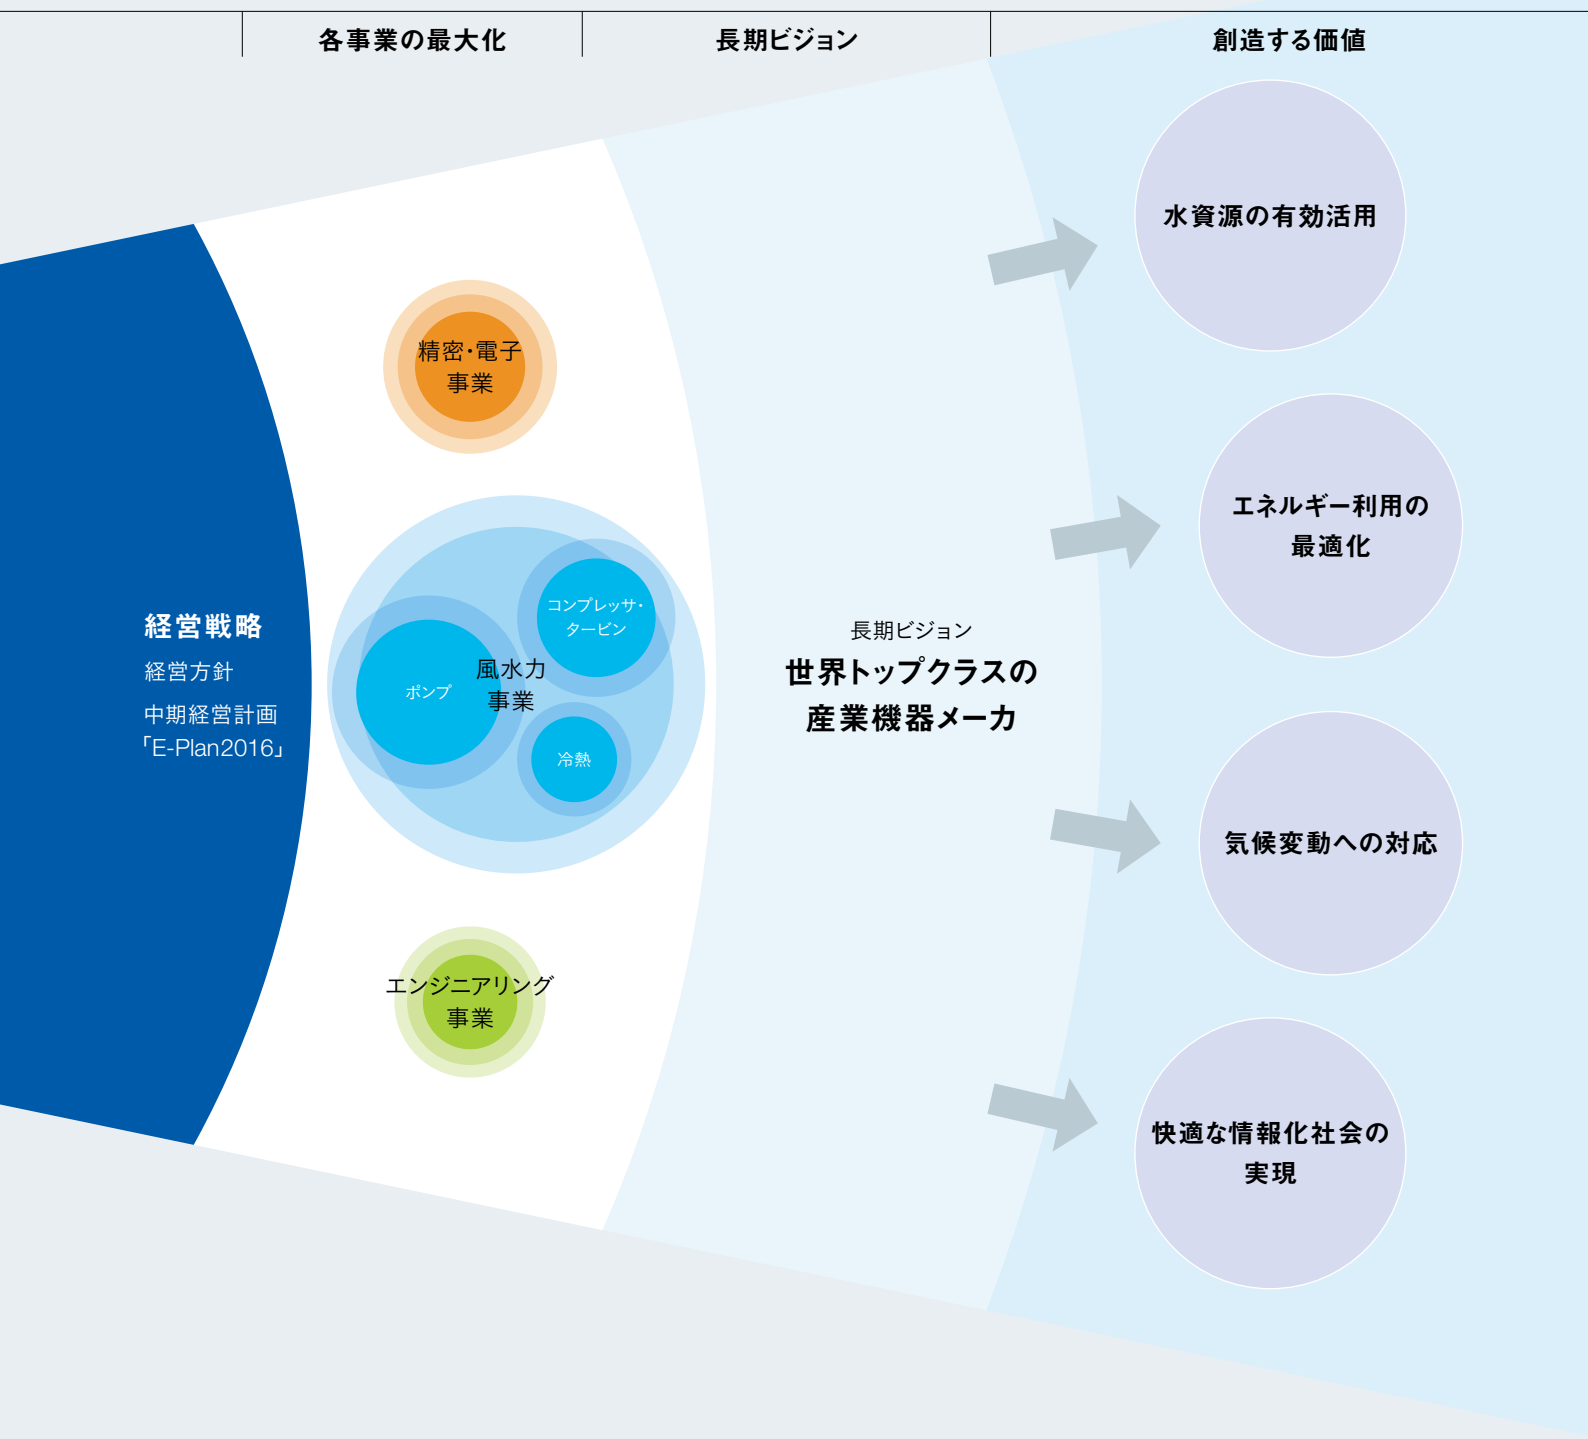 各事業の最大化
長期ビジョン
創造する価値
経営戦略
経営方針
中期経営計画
「E-Plan2016」
精密・電子
事業
風水力
事業
ポンプ
コンプレッサ・
タービン
冷熱
エンジニアリング
事業
長期ビジョン
世界トップクラスの
産業機器メーカ
水資源の有効活用
エネルギー利用の
最適化
気候変動への対応
快適な情報化社会の
実現